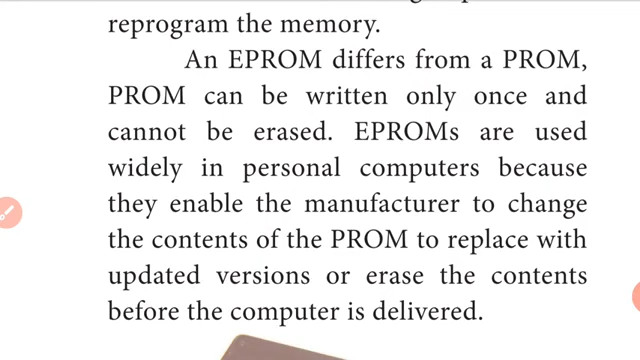 reprogram the memory.
An EPROM differs from a PROM,
PROM can be written only once and
cannot be erased. EPROMs are used
widely in personal computers because
they enable the manufacturer to change
the contents of the PROM to replace with
updated versions or erase the contents
before the computer is delivered.